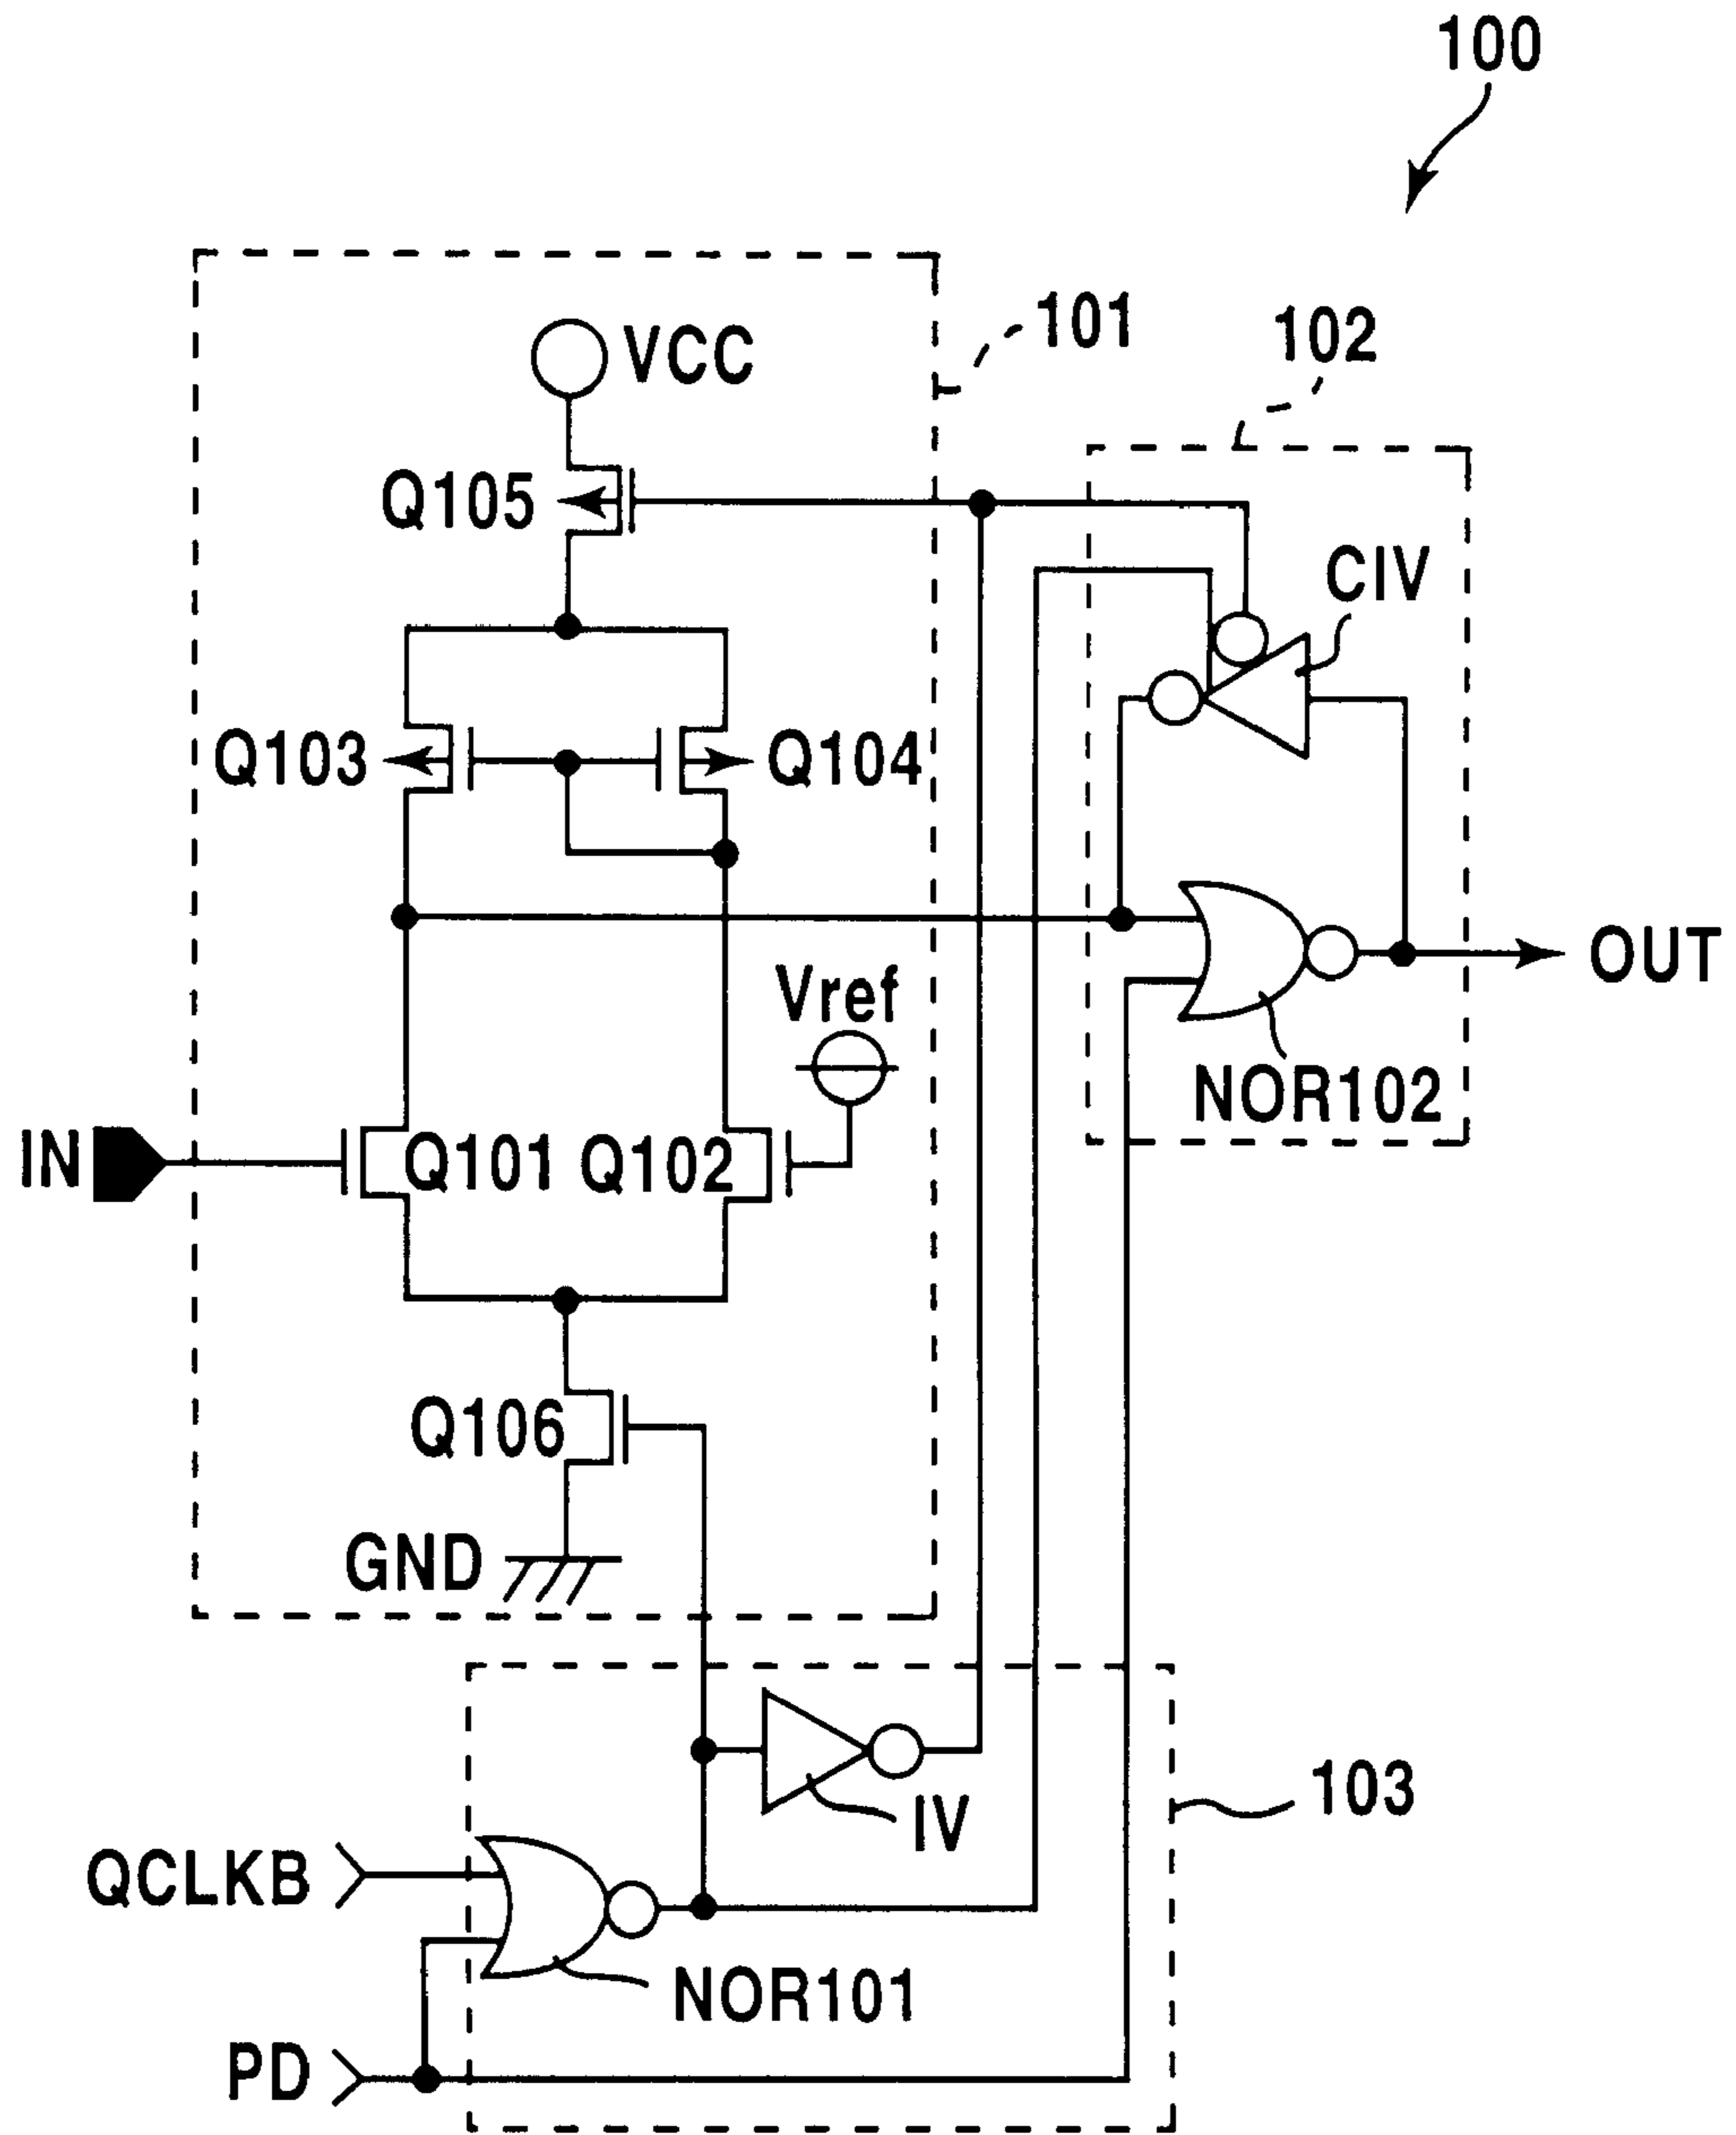 100
101
102
VCC
Q105
CIV
Q103
Q104
OUT
Vref
NOR102
IN
Q101
Q102
Q106
GND
103
IV
QCLKB
NOR101
PD